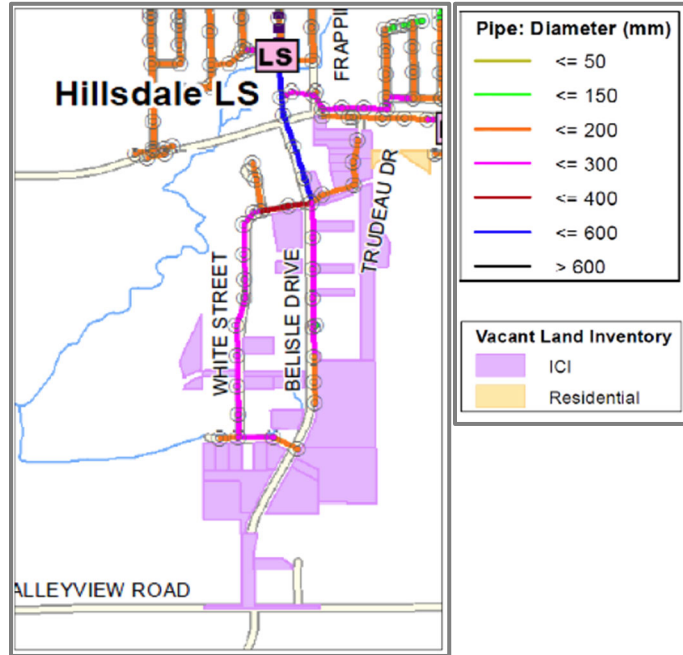 LS
Hillsdale LS
FRAPPI
TRUDEAU DR
WHITE STREET
BELISLE DRIVE
ALLEYVIEW ROAD
Pipe: Diameter (mm)
<= 50
<= 150
<= 200
<= 300
<= 400
<= 600
> 600
Vacant Land Inventory
ICI
Residential